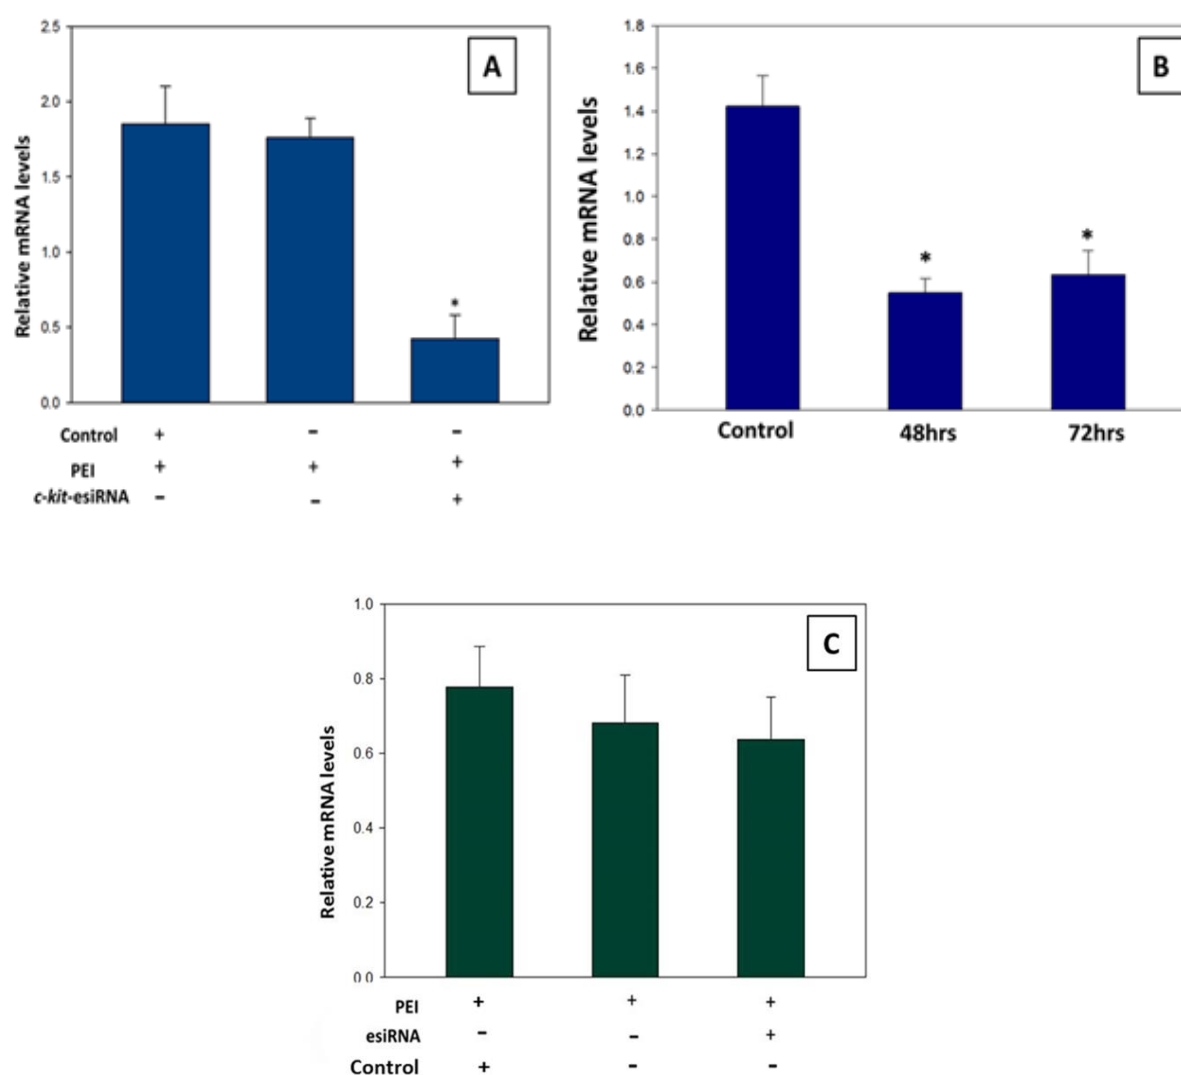 A
Relative mRNA levels
2.5
2.0
1.5
1.0
0.5
0.0
*
Control + − −
PEI + + +
c-kit-esiRNA − − +
B
Relative mRNA levels
1.8
1.6
1.4
1.2
1.0
0.8
0.6
0.4
0.2
0.0
* *
Control 48hrs 72hrs
C
Relative mRNA levels
1.0
0.8
0.6
0.4
0.2
0 0
PEI + + +
esiRNA − − +
Control + − −